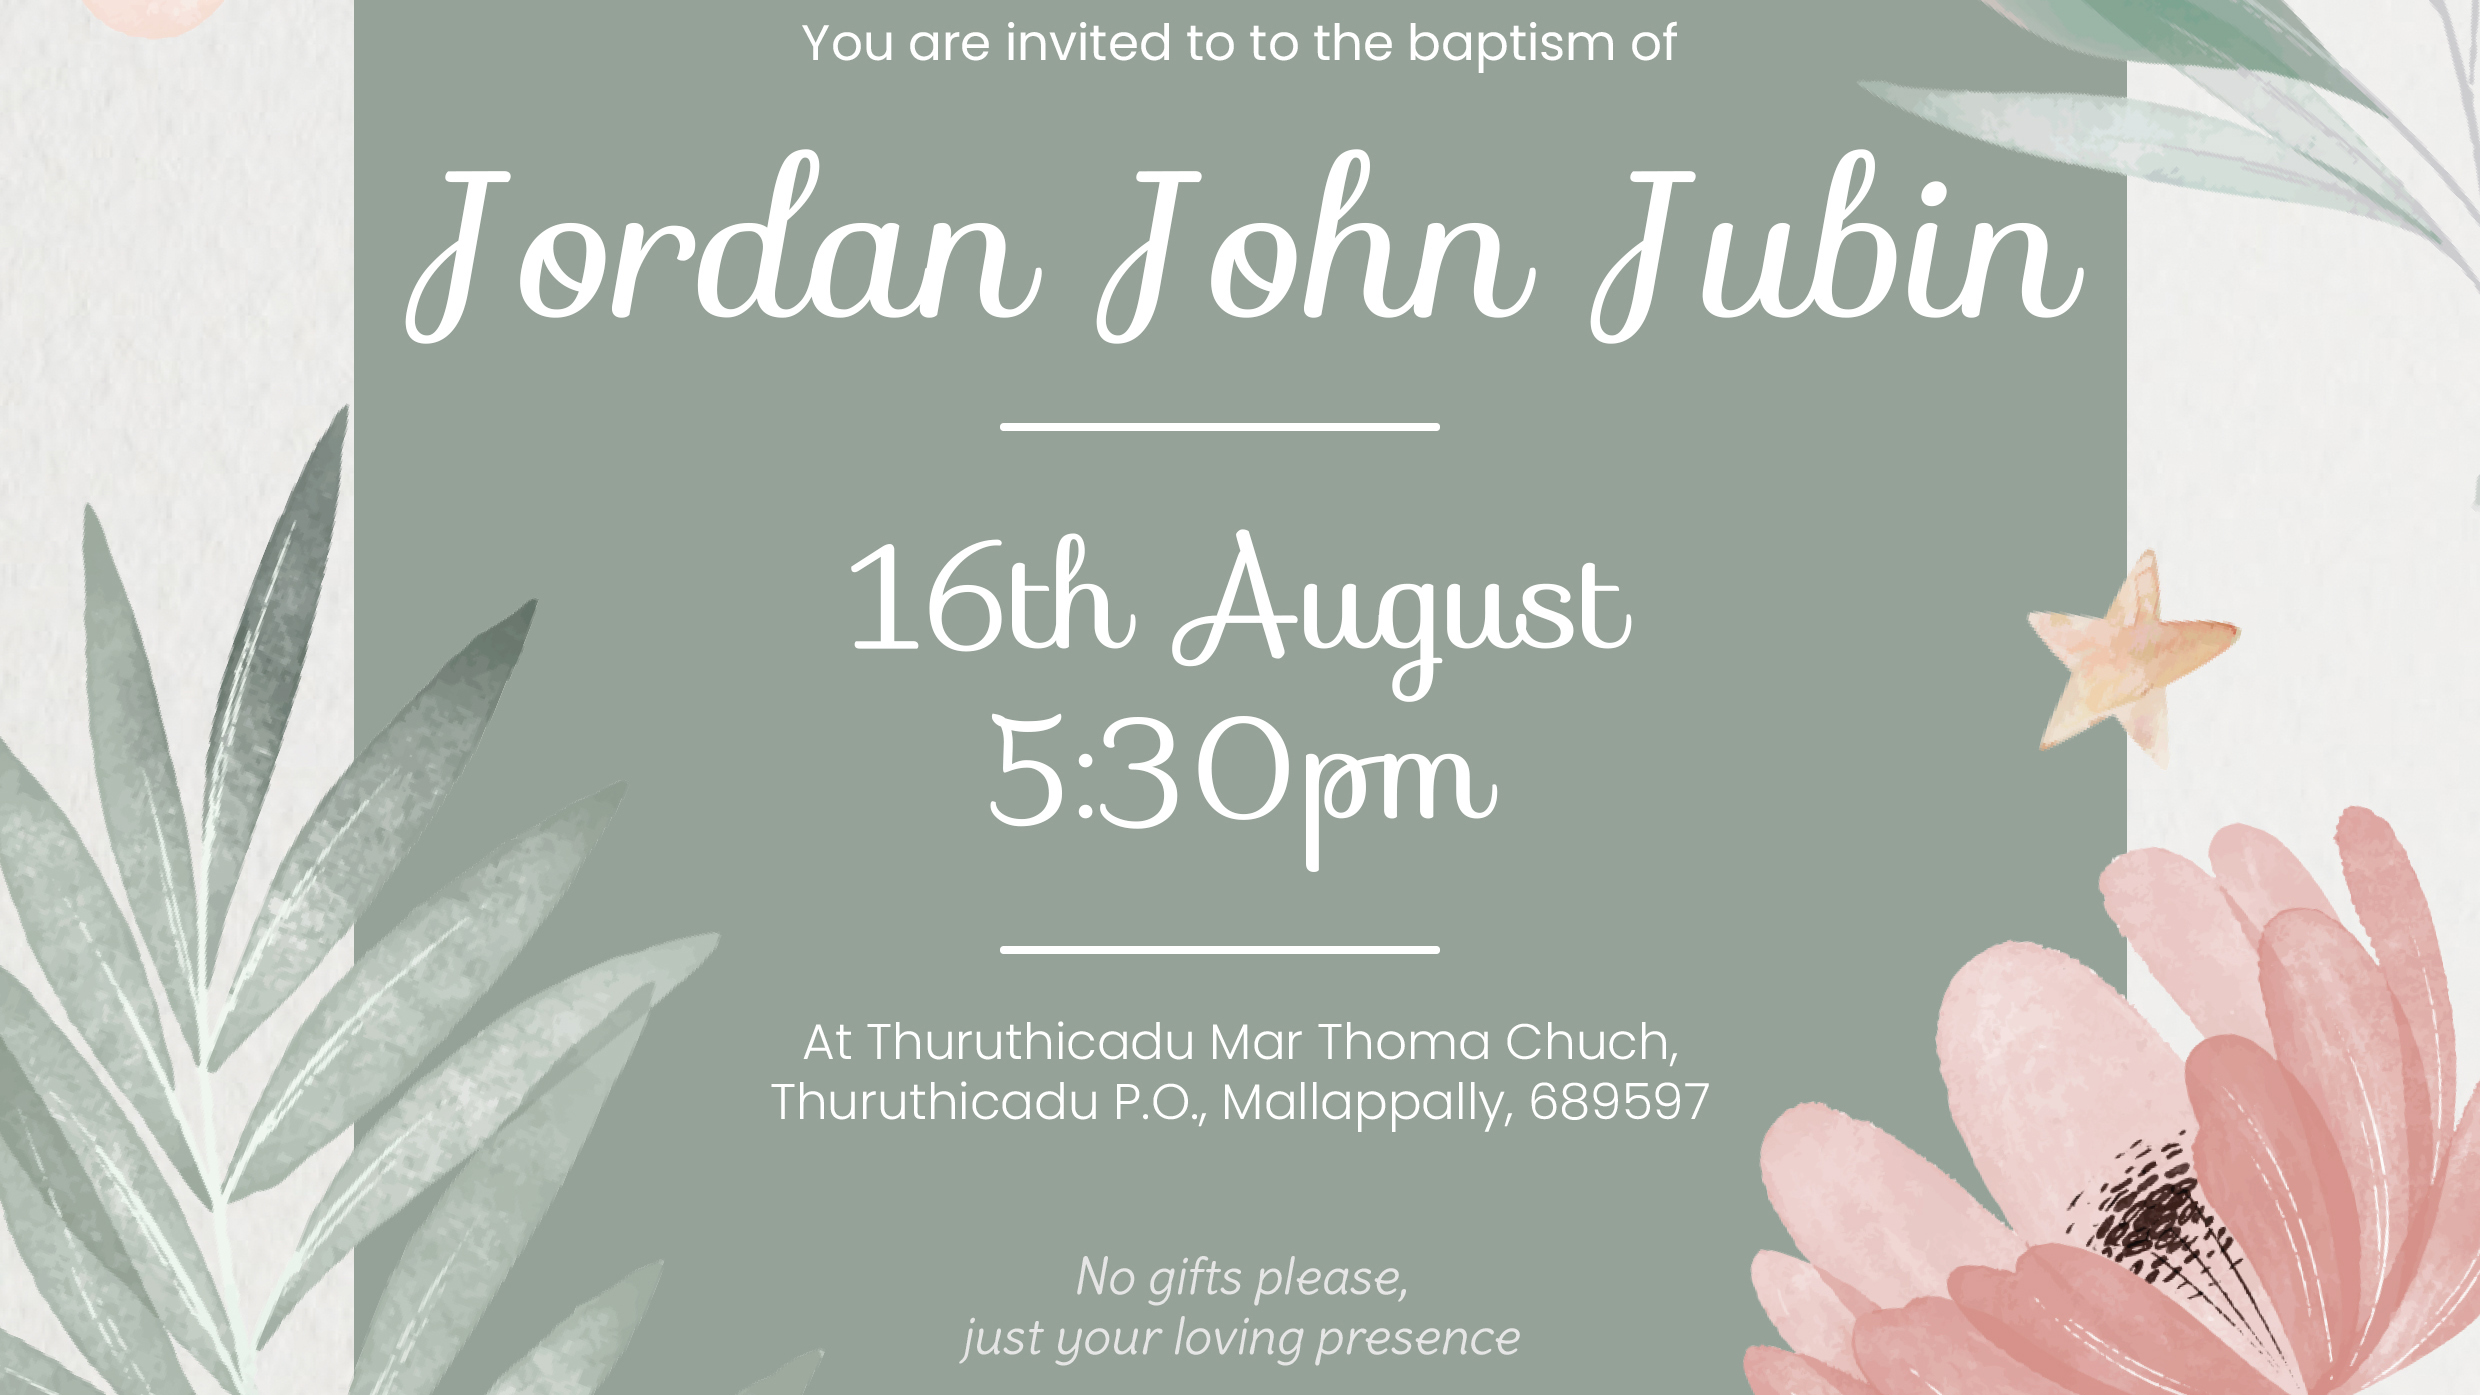 You are invited to to the baptism of
Jordan John Jubin
16th August
5:30pm
At Thuruthicadu Mar Thoma Chuch,
Thuruthicadu P.O., Mallappally, 689597
No gifts please,
just your loving presence